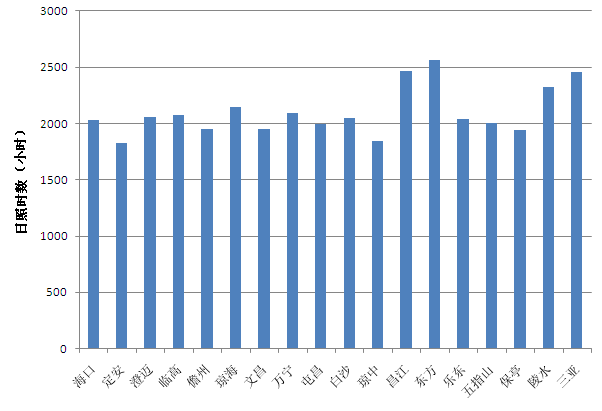 3000
2500
2000
1500
1000
500
0
日照时数（小时）
海口
定安
澄迈
临高
儋州
琼海
文昌
万宁
屯昌
白沙
琼中
昌江
东方
乐东
五指山
保亭
陵水
三亚